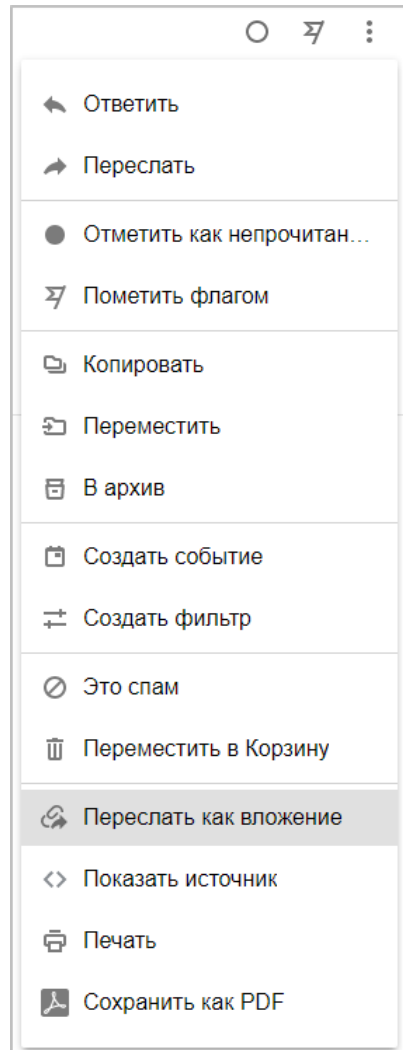 Ответить
Переслать
Отметить как непрочитан...
Пометить флагом
Копировать
Переместить
В архив
Создать событие
Создать фильтр
Это спам
Переместить в Корзину
Переслать как вложение
Показать источник
Печать
Сохранить как PDF